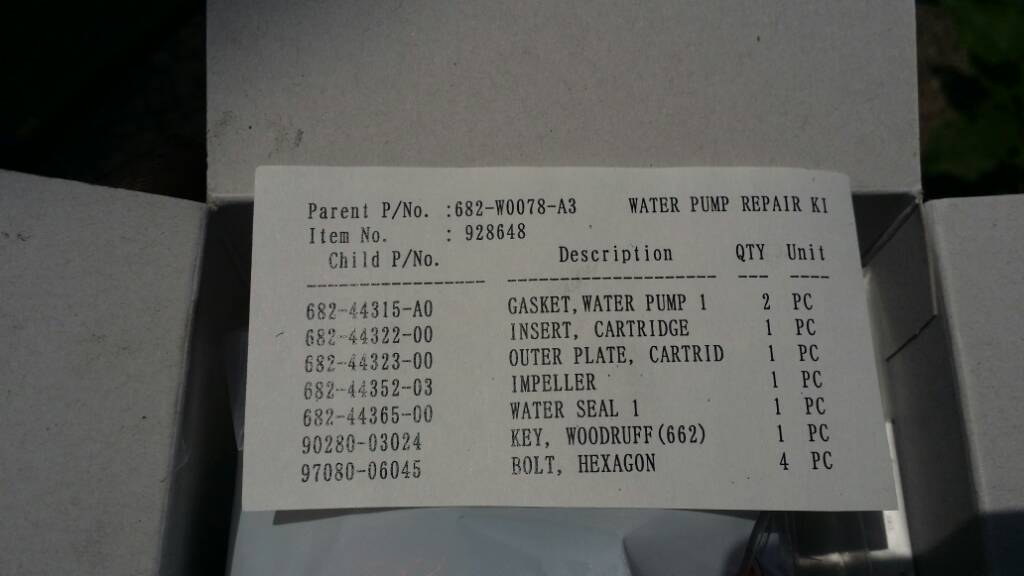 Parent P/No. :682-W0078-A3 WATER PUMP REPAIR KI
Item No. : 928648
Child P/No. Description QTY Unit
------------------ --------------------- --- ----
682-44315-A0 GASKET,WATER PUMP 1 2 PC
682-44322-00 INSERT, CARTRIDGE 1 PC
682-44323-00 OUTER PLATE, CARTRID 1 PC
682-44352-03 IMPELLER 1 PC
682-44365-00 WATER SEAL 1 1 PC
90280-03024 KEY, WOODRUFF(662) 1 PC
97080-06045 BOLT, HEXAGON 4 PC